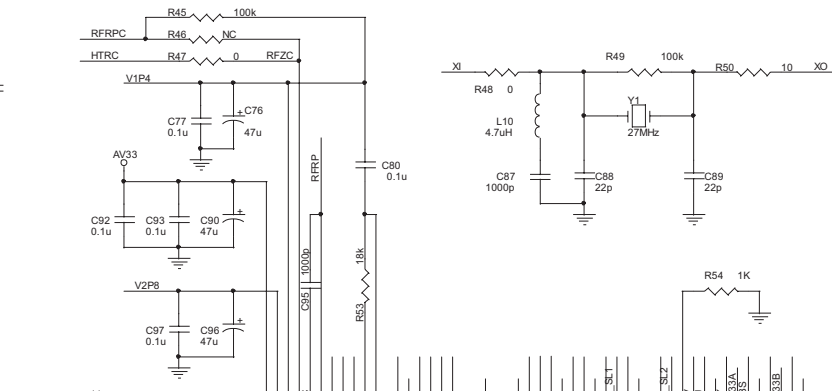 R45 100k
RFRPC R46 NC
HTRC R47 0 RFZC
V1P4
C77 0.1u
+ C76 47u
AV33
C92 0.1u
C93 0.1u
+ C90 47u
V2P8
C97 0.1u
+ C96 47u
RFRP
C95 1000p
C80 0.1u
R53 18k
XI
R48 0
R49 100k
R50 10 XO
Y1 27MHz
L10 4.7uH
C87 1000p
C88 22p
C89 22p
R54 1K
SL1
SL2
33A
3S
33B